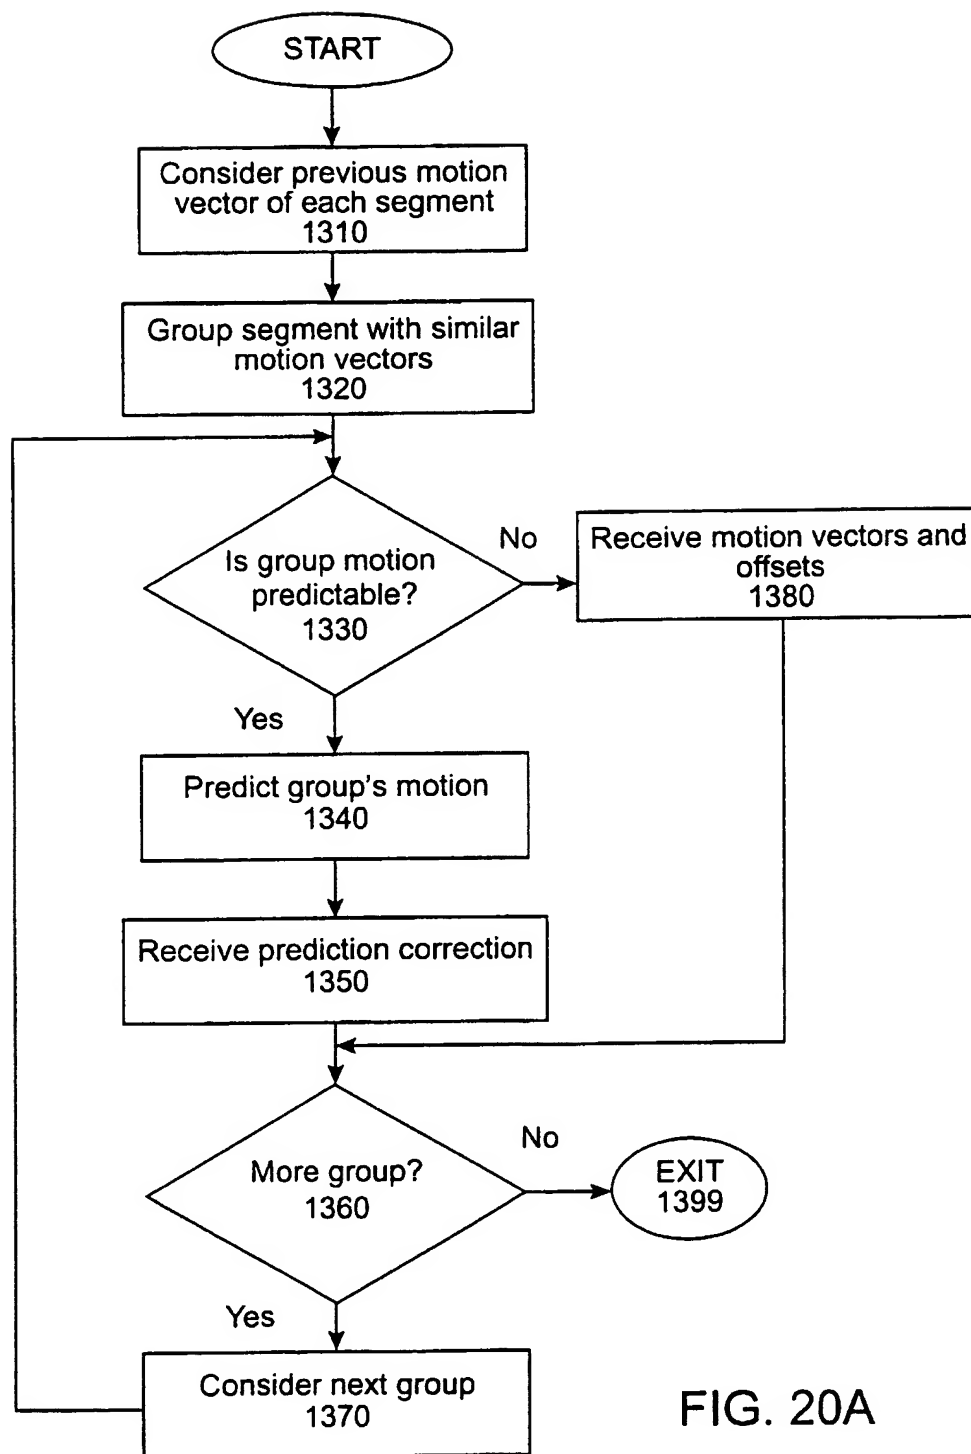 START
Consider previous motion
vector of each segment
1310
Group segment with similar
motion vectors
1320
Is group motion
predictable?
1330
No
Receive motion vectors and
offsets
1380
Yes
Predict group's motion
1340
Receive prediction correction
1350
More group?
1360
No
EXIT
1399
Yes
Consider next group
1370
FIG. 20A